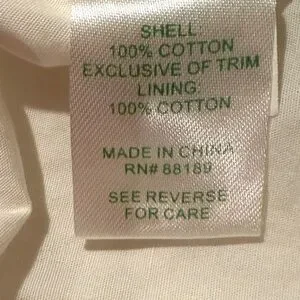 SHELL:
100% COTTON
EXCLUSIVE OF TRIM
LINING:
100% COTTON
MADE IN CHINA
RN# 88189
SEE REVERSE
FOR CARE